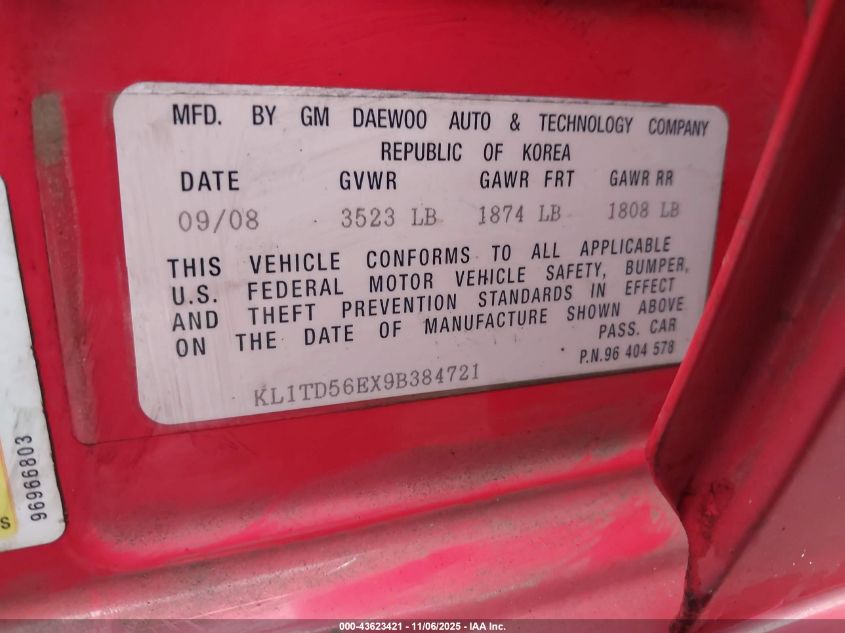 MFD. BY GM DAEWOO AUTO & TECHNOLOGY COMPANY
REPUBLIC OF KOREA
DATE GVWR GAWR FRT GAWR RR
09/08 3523 LB 1874 LB 1808 LB
THIS VEHICLE CONFORMS TO ALL APPLICABLE
U.S. FEDERAL MOTOR VEHICLE SAFETY, BUMPER,
AND THEFT PREVENTION STANDARDS IN EFFECT
ON THE DATE OF MANUFACTURE SHOWN ABOVE
PASS. CAR
P.N.96 404 578
KL1TD56EX9B384721
96966803
S
000-43623421 - 11/06/2025 - IAA Inc.